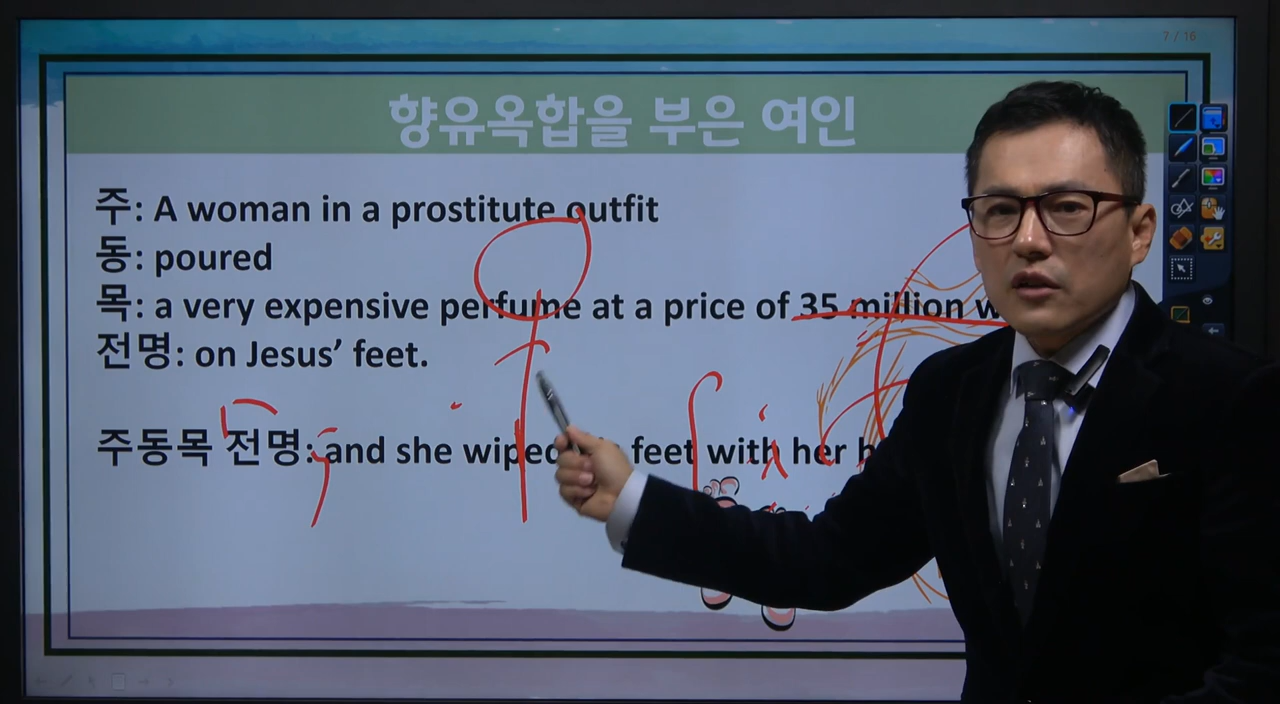 7 / 16
향유옥합을 부은 여인
주: A woman in a prostitute outfit
동: poured
목: a very expensive perfume at a price of 35 million
전명: on Jesus’ feet.
주동목 전명: and she wiped feet with her